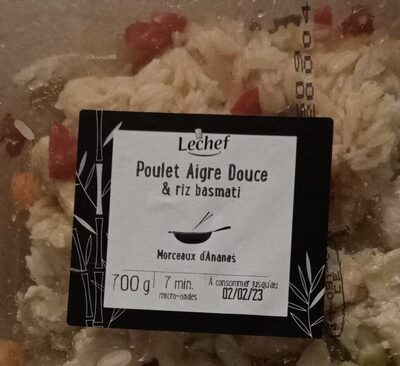 Lechef
Poulet Aigre Douce
& riz basmati
Morceaux d'Ananas
700 g
7 min.
micro-ondes
À consommer jusqu'au
02/02/23